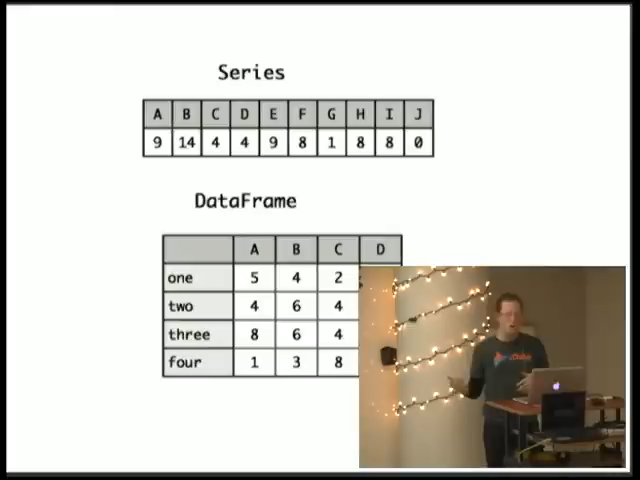 Series
A B C D E F G H I J
9 14 4 4 9 8 1 8 8 0
DataFrame
A B C D
one 5 4 2
two 4 6 4
three 8 6 4
four 1 3 8